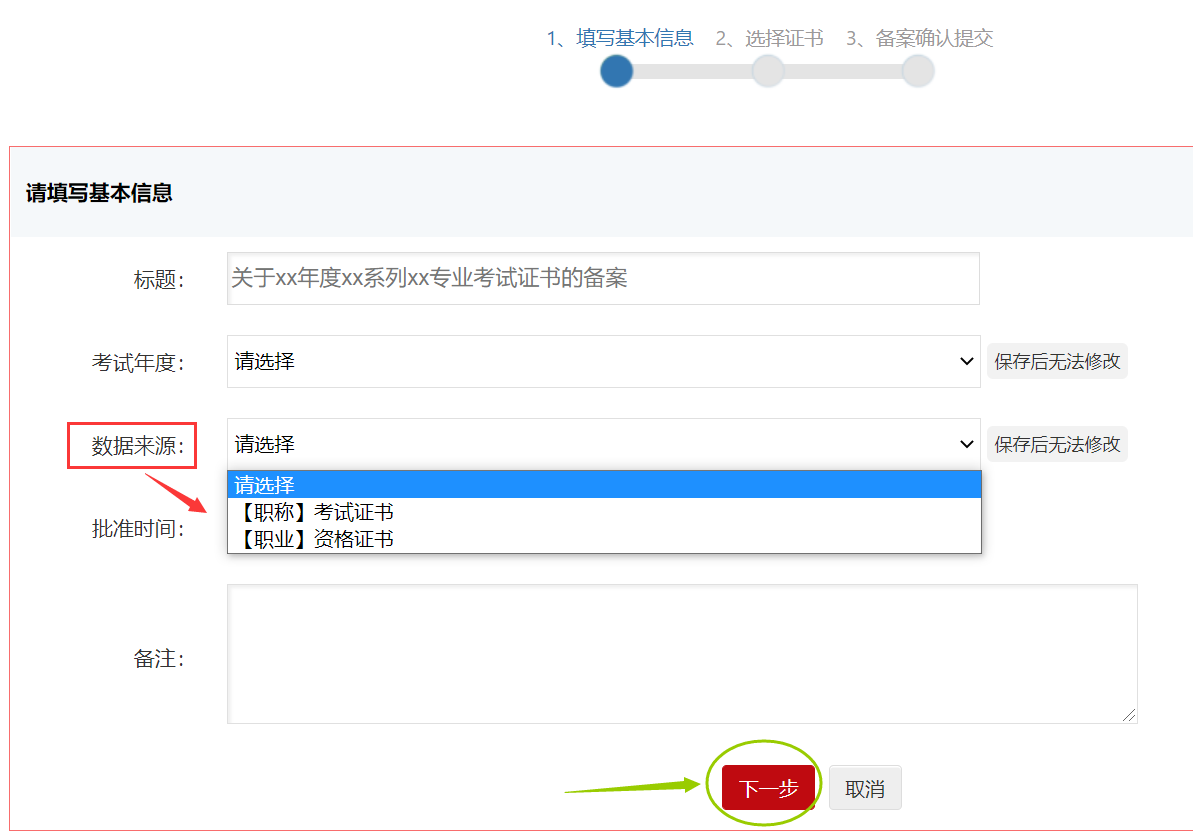 1、填写基本信息 2、选择证书 3、备案确认提交
请填写基本信息
标题： 关于xx年度xx系列xx专业考试证书的备案
考试年度： 请选择 保存后无法修改
数据来源： 请选择 保存后无法修改
请选择
【职称】考试证书
批准时间：
【职业】资格证书
备注：
下一步 取消